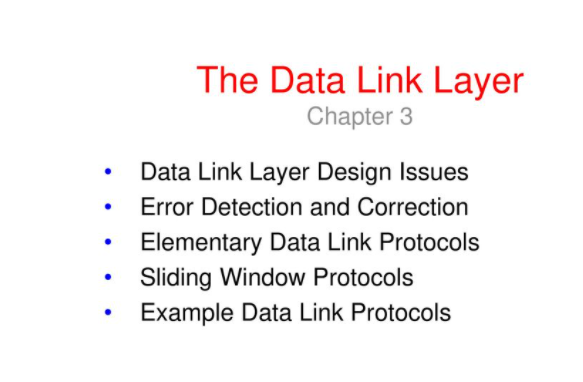 The Data Link Layer
Chapter 3
• Data Link Layer Design Issues
• Error Detection and Correction
• Elementary Data Link Protocols
• Sliding Window Protocols
• Example Data Link Protocols